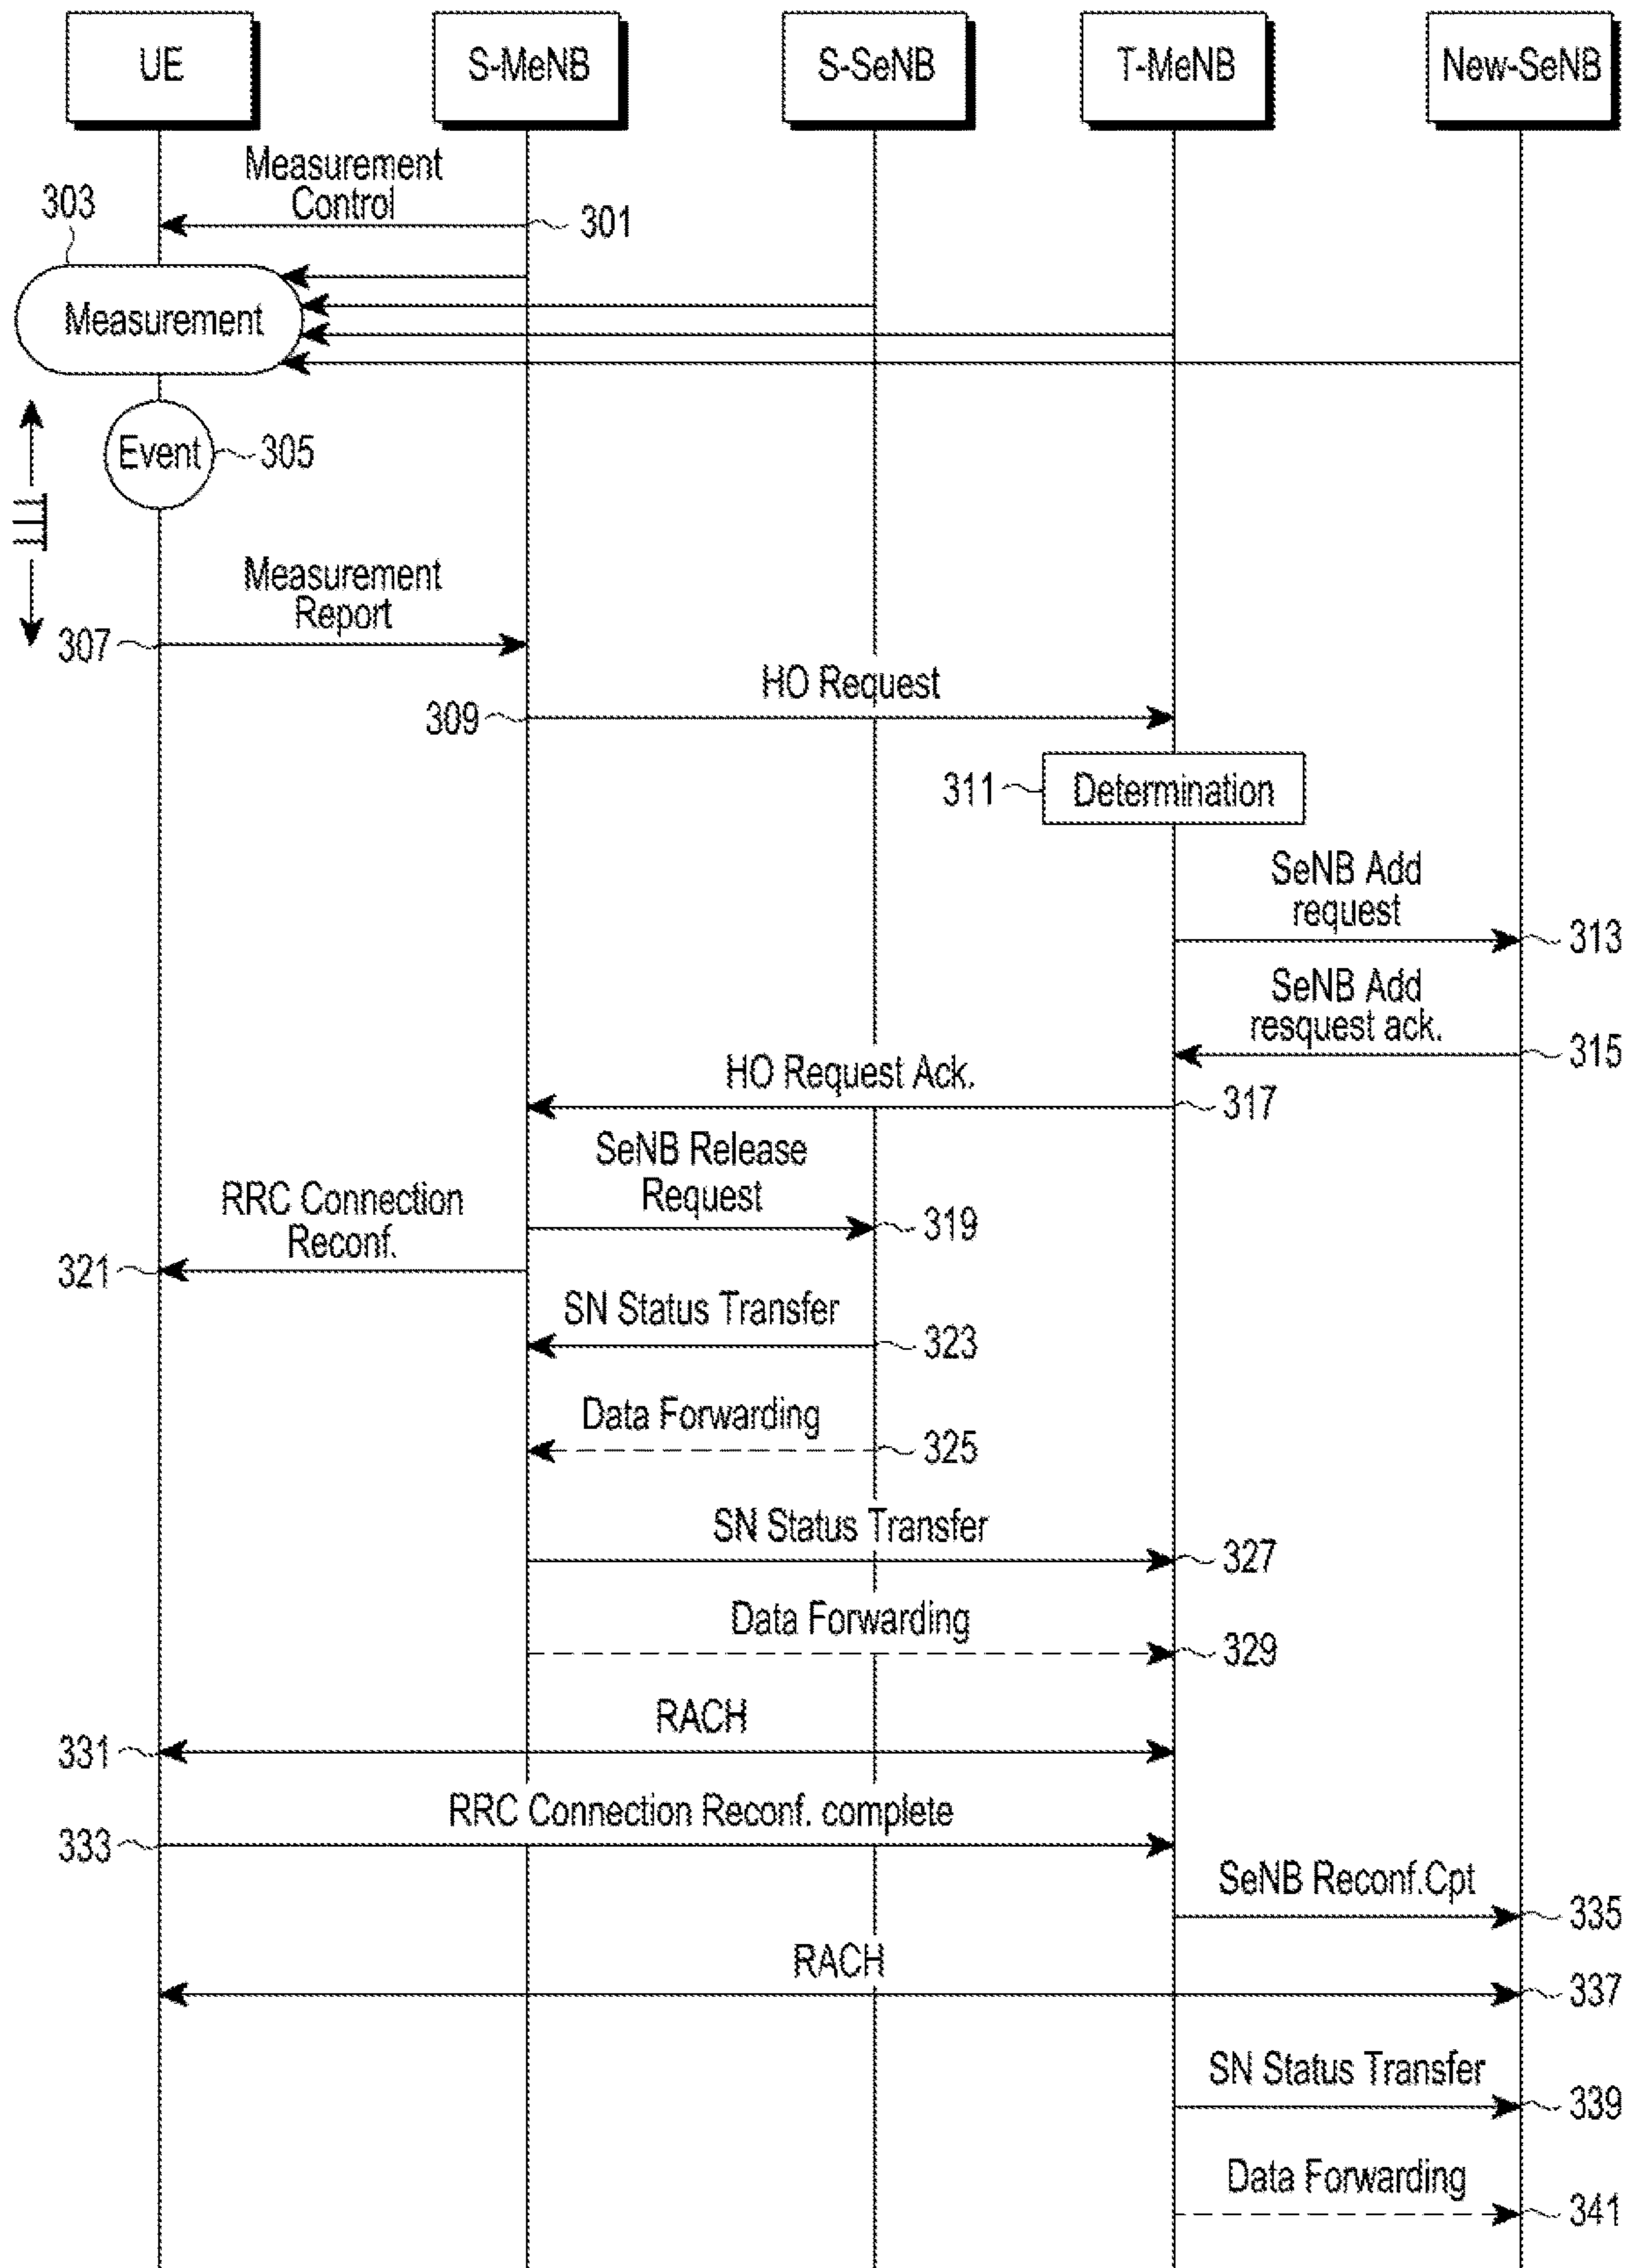 UE
S-MeNB
S-SeNB
T-MeNB
New-SeNB
Measurement
Control
301
303
Measurement
Event
305
TTT
Measurement
Report
307
HO Request
309
311
Determination
SeNB Add
request
313
SeNB Add
resquest ack.
315
HO Request Ack.
317
SeNB Release
Request
319
RRC Connection
Reconf.
321
SN Status Transfer
323
Data Forwarding
325
SN Status Transfer
327
Data Forwarding
329
RACH
331
RRC Connection Reconf. complete
333
SeNB Reconf.Cpt
335
RACH
337
SN Status Transfer
339
Data Forwarding
341